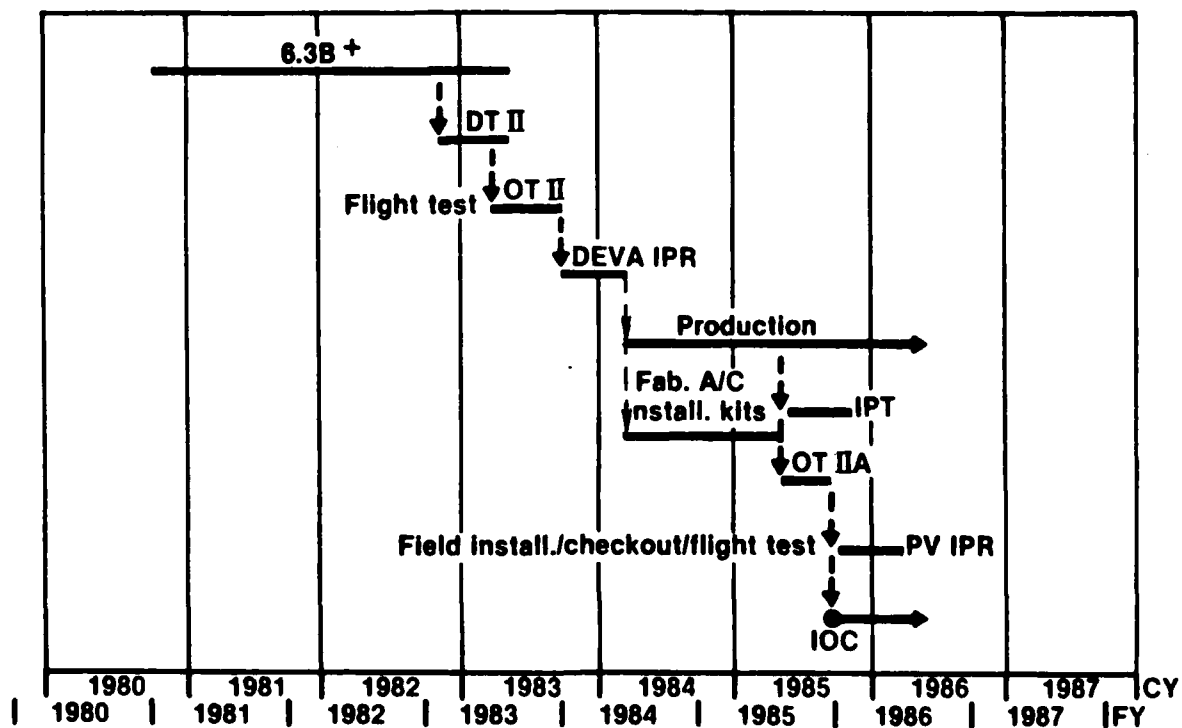 6.3B +
DT II
OT II
Flight test
DEVA IPR
Production
Fab. A/C
nstall. kits
IPT
OT IIA
Field install./checkout/flight test
PV IPR
IOC
1980 1981 1982 1983 1984 1985 1986 1987 CY
1980 1981 1982 1983 1984 1985 1986 1987 FY